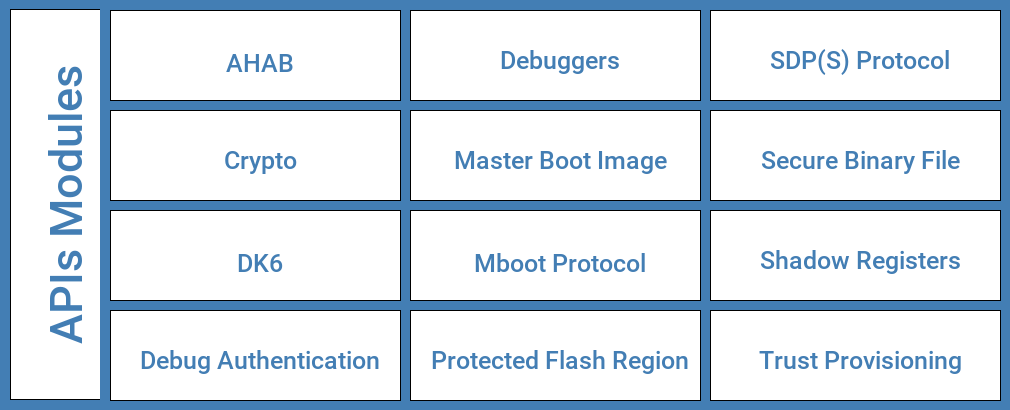 APIs Modules
AHAB
Debuggers
SDP(S) Protocol
Crypto
Master Boot Image
Secure Binary File
DK6
Mboot Protocol
Shadow Registers
Debug Authentication
Protected Flash Region
Trust Provisioning